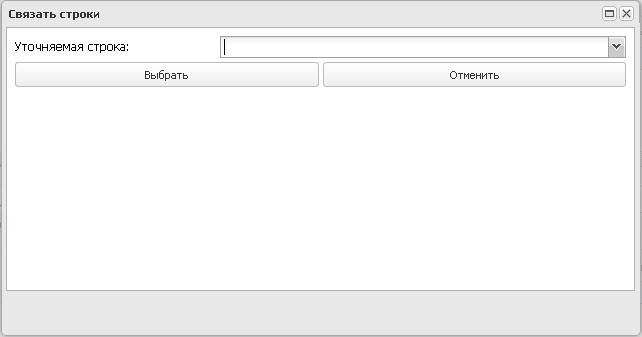 Связать строки
Уточняемая строка:
Выбрать Отменить